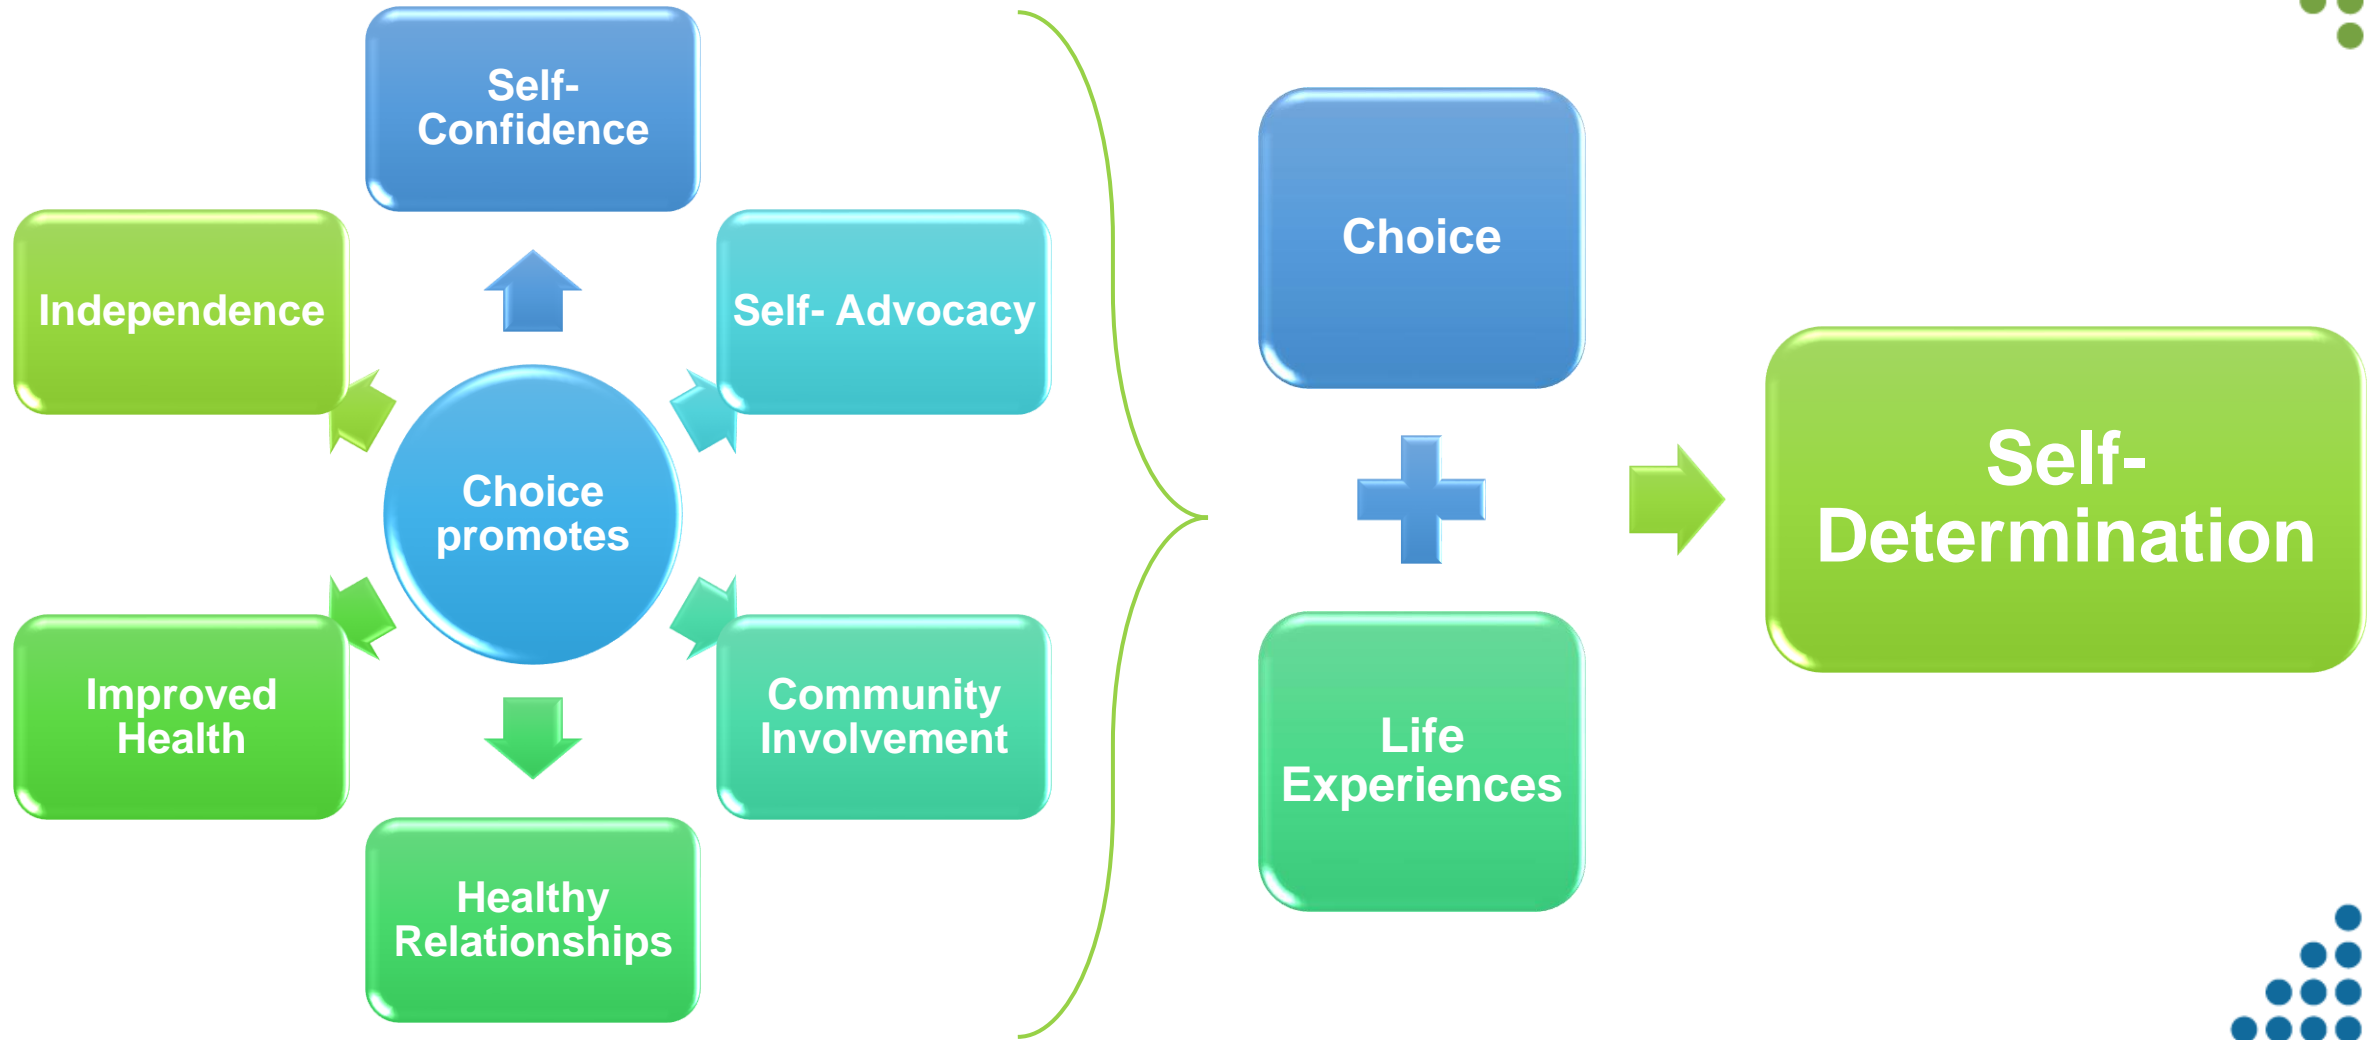 Self-
Confidence
Independence
Self- Advocacy
Choice
promotes
Improved
Health
Community
Involvement
Healthy
Relationships
Choice
Life
Experiences
Self-
Determination